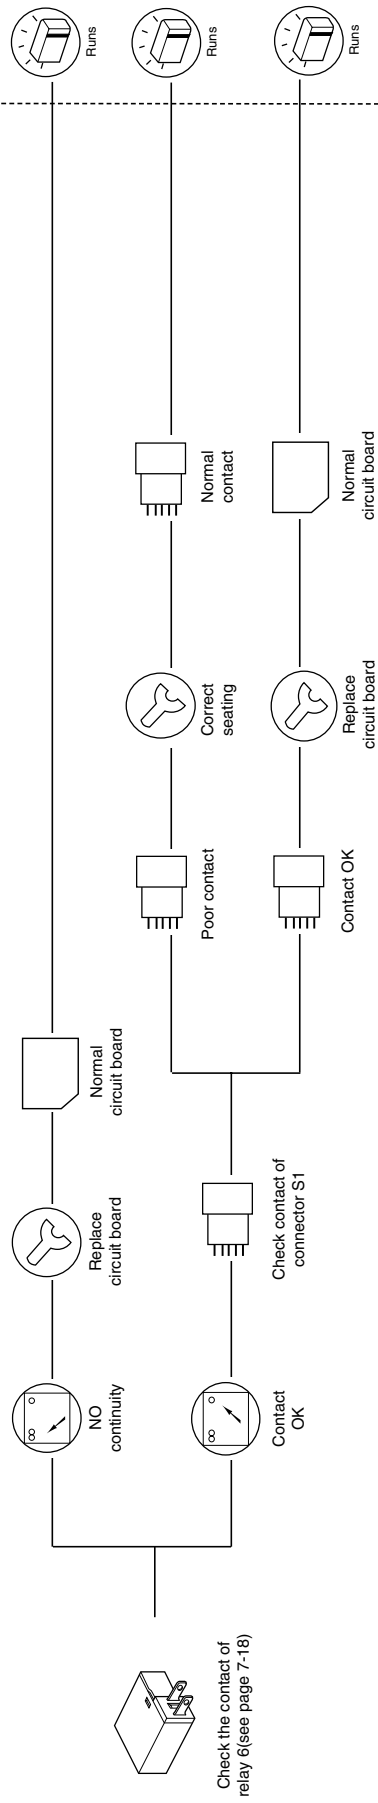 Check the contact of
relay 6(see page 7-18)
NO
continuity
Replace
circuit board
Normal
circuit board
Runs
Contact
OK
Check contact of
connector S1
Poor contact
Correct
seating
Normal
contact
Runs
Contact OK
Replace
circuit board
Normal
circuit board
Runs